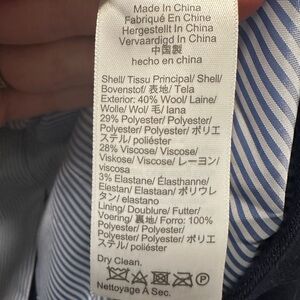 Made In China
Fabriqué En Chine
Hergestellt In China
Vervaardigd In China
中国製
hecho en china
Shell/ Tissu Principal/ Shell/
Bovenstof/ 表地/ Tela
Exterior: 40% Wool/ Laine/
Wolle/ Wol/ 毛/ lana
29% Polyester/ Polyester/
Polyester/ Polyester/ ポリエ
ステル/ poliéster
28% Viscose/ Viscose/
Viskose/ Viscose/ レーヨン/
viscosa
3% Elastane/ Élasthanne/
Elestan/ Elastaan/ ポリウレ
タン/ elastano
Lining/ Doublure/ Futter/
Voering/ 裏地/ Forro: 100%
Polyester/ Polyester/
Polyester/ Polyester/ ポリエ
ステル/ poliéster
Dry Clean.
P
Nettoyage A Sec.